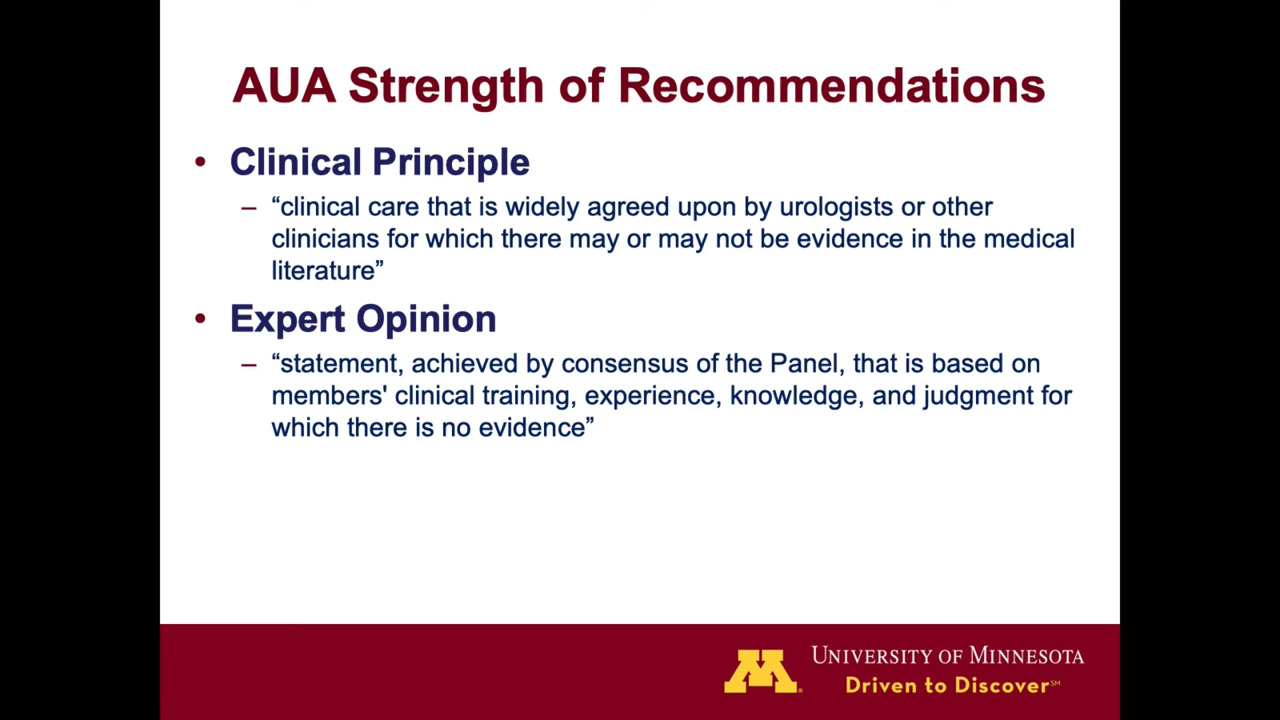 AUA Strength of Recommendations
• Clinical Principle
– “clinical care that is widely agreed upon by urologists or other
clinicians for which there may or may not be evidence in the medical
literature”
• Expert Opinion
– “statement, achieved by consensus of the Panel, that is based on
members' clinical training, experience, knowledge, and judgment for
which there is no evidence”
M®
UNIVERSITY OF MINNESOTA
Driven to Discover℠